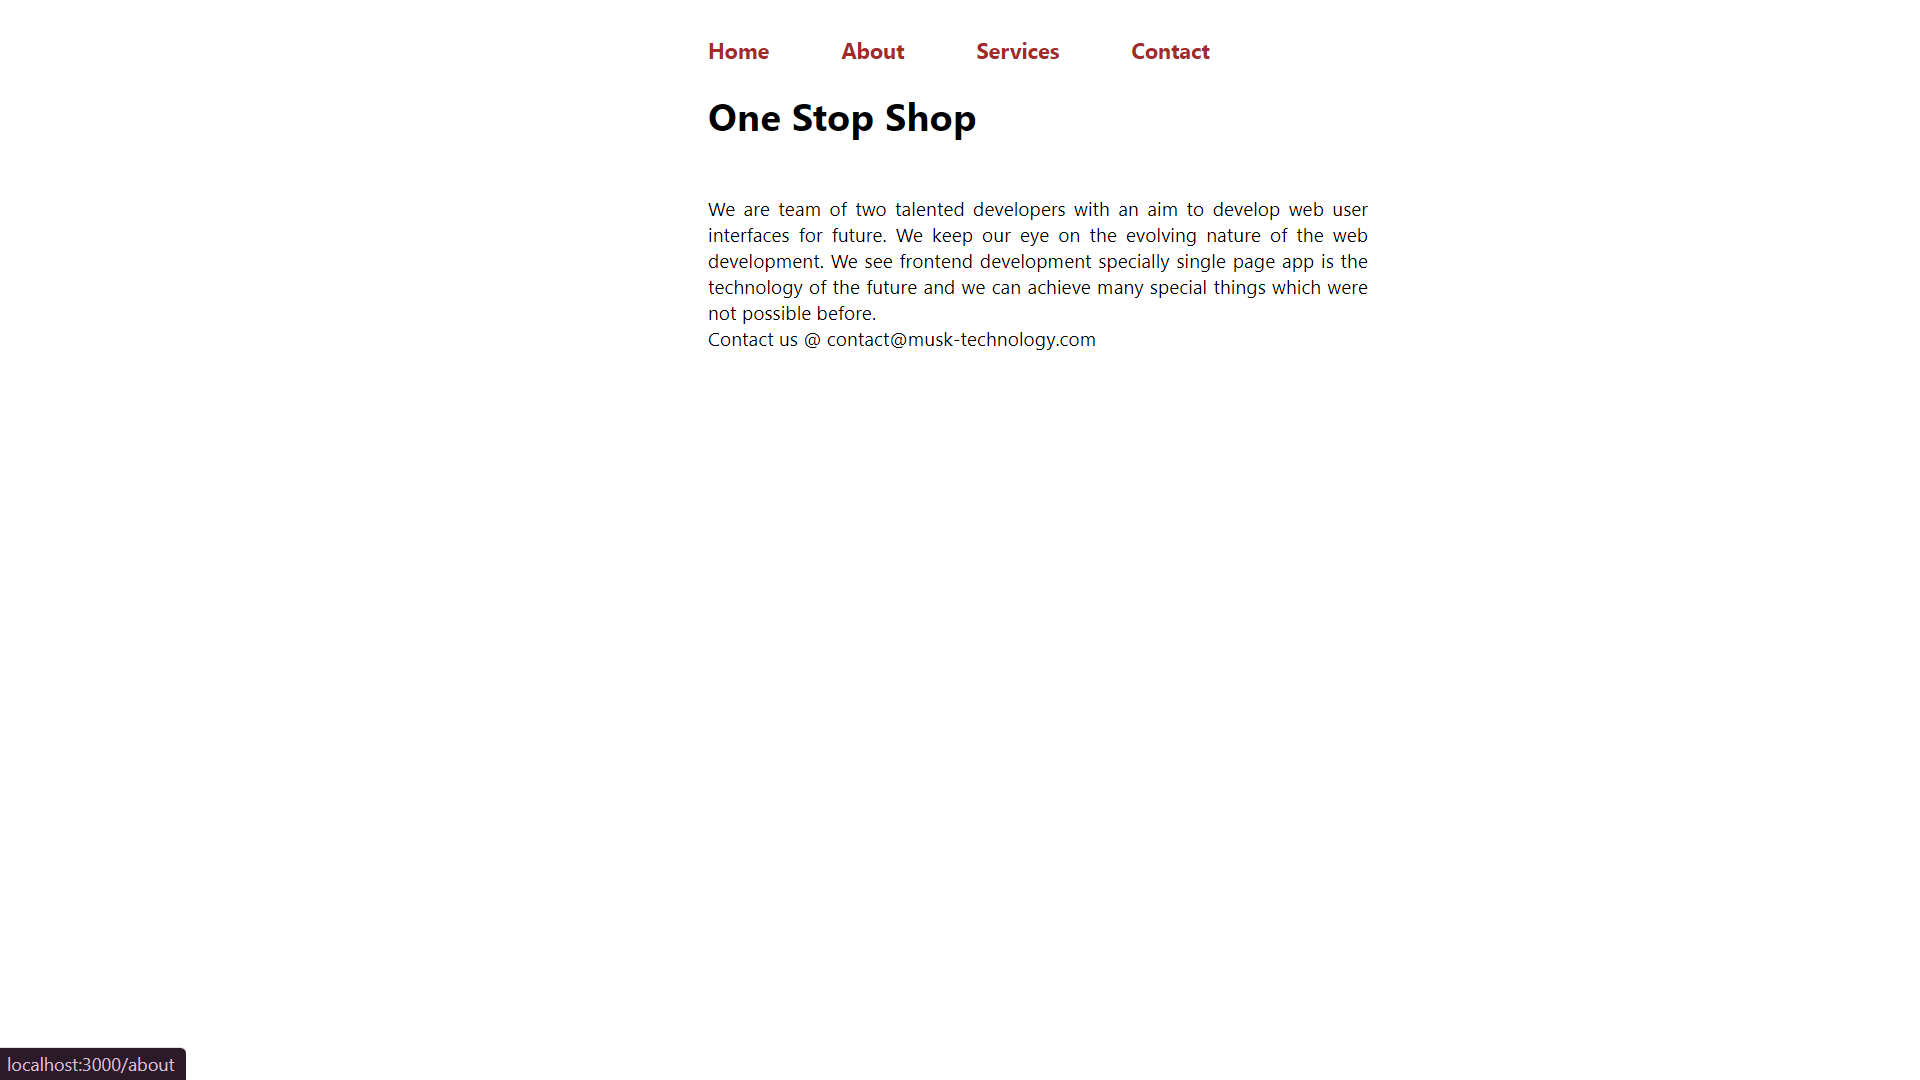 Home About Services Contact
One Stop Shop
We are team of two talented developers with an aim to develop web user
interfaces for future. We keep our eye on the evolving nature of the web
development. We see frontend development specially single page app is the
technology of the future and we can achieve many special things which were
not possible before.
Contact us @ contact@musk-technology.com
localhost:3000/about